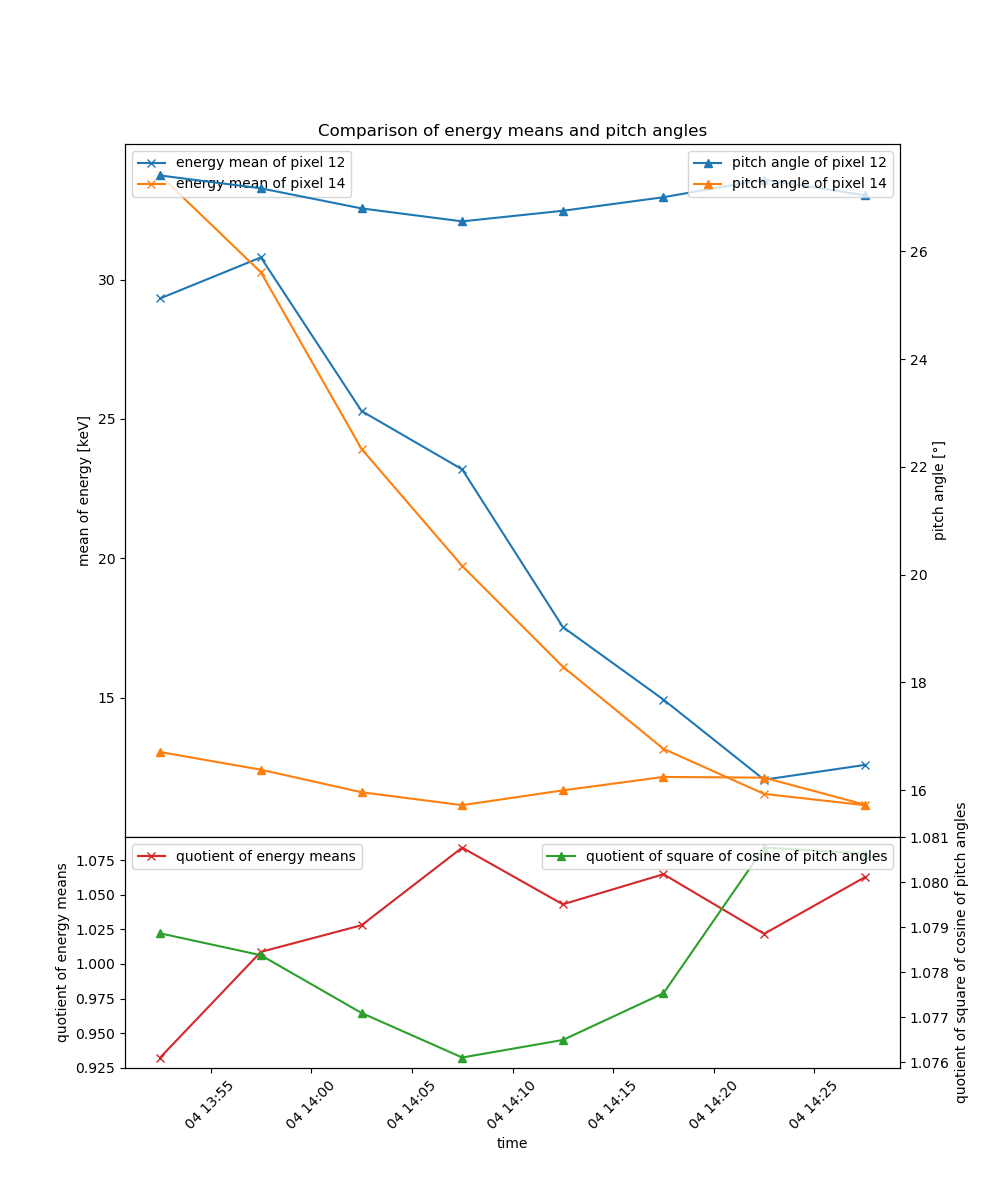 Comparison of energy means and pitch angles
energy mean of pixel 12
energy mean of pixel 14
pitch angle of pixel 12
pitch angle of pixel 14
30
25
20
15
mean of energy [keV]
26
24
22
20
18
16
pitch angle [°]
quotient of energy means
quotient of square of cosine of pitch angles
1.075
1.050
1.025
1.000
0.975
0.950
0.925
quotient of energy means
1.081
1.080
1.079
1.078
1.077
1.076
quotient of square of cosine of pitch angles
04 13:55
04 14:00
04 14:05
04 14:10
04 14:15
04 14:20
04 14:25
time